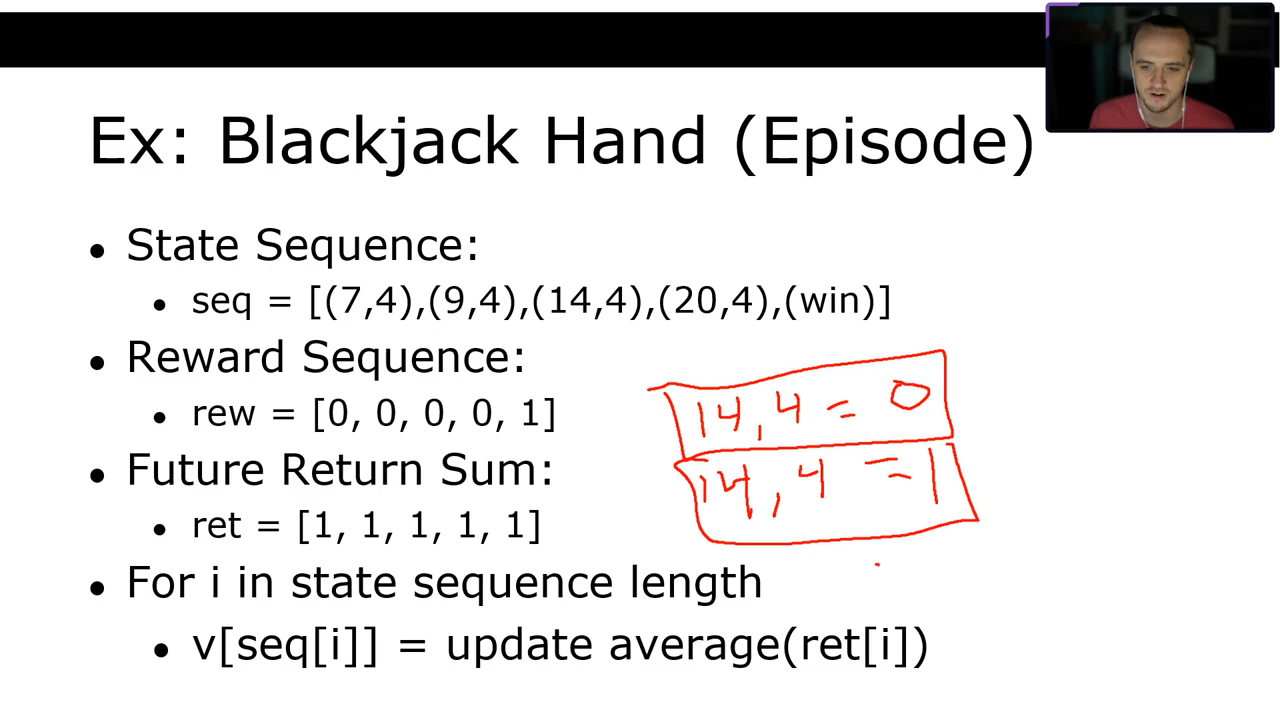 Ex: Blackjack Hand (Episode)
• State Sequence:
• seq = [(7,4),(9,4),(14,4),(20,4),(win)]
• Reward Sequence:
• rew = [0, 0, 0, 0, 1]
14,4 = 0
• Future Return Sum:
14,4 = 1
• ret = [1, 1, 1, 1, 1]
• For i in state sequence length
• v[seq[i]] = update average(ret[i])